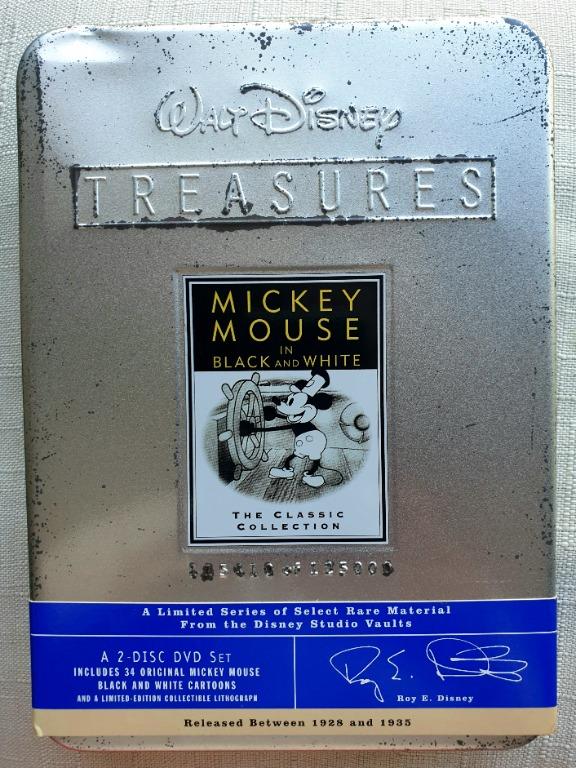 Walt Disney
TREASURES
MICKEY
MOUSE
IN
BLACK AND WHITE
THE CLASSIC
COLLECTION
of 125000
A Limited Series of Select Rare Material
From the Disney Studio Vaults
A 2-DISC DVD SET
INCLUDES 34 ORIGINAL MICKEY MOUSE
BLACK AND WHITE CARTOONS
AND A LIMITED-EDITION COLLECTIBLE LITHOGRAPH
Roy E. Disney
Roy E. Disney
Released Between 1928 and 1935